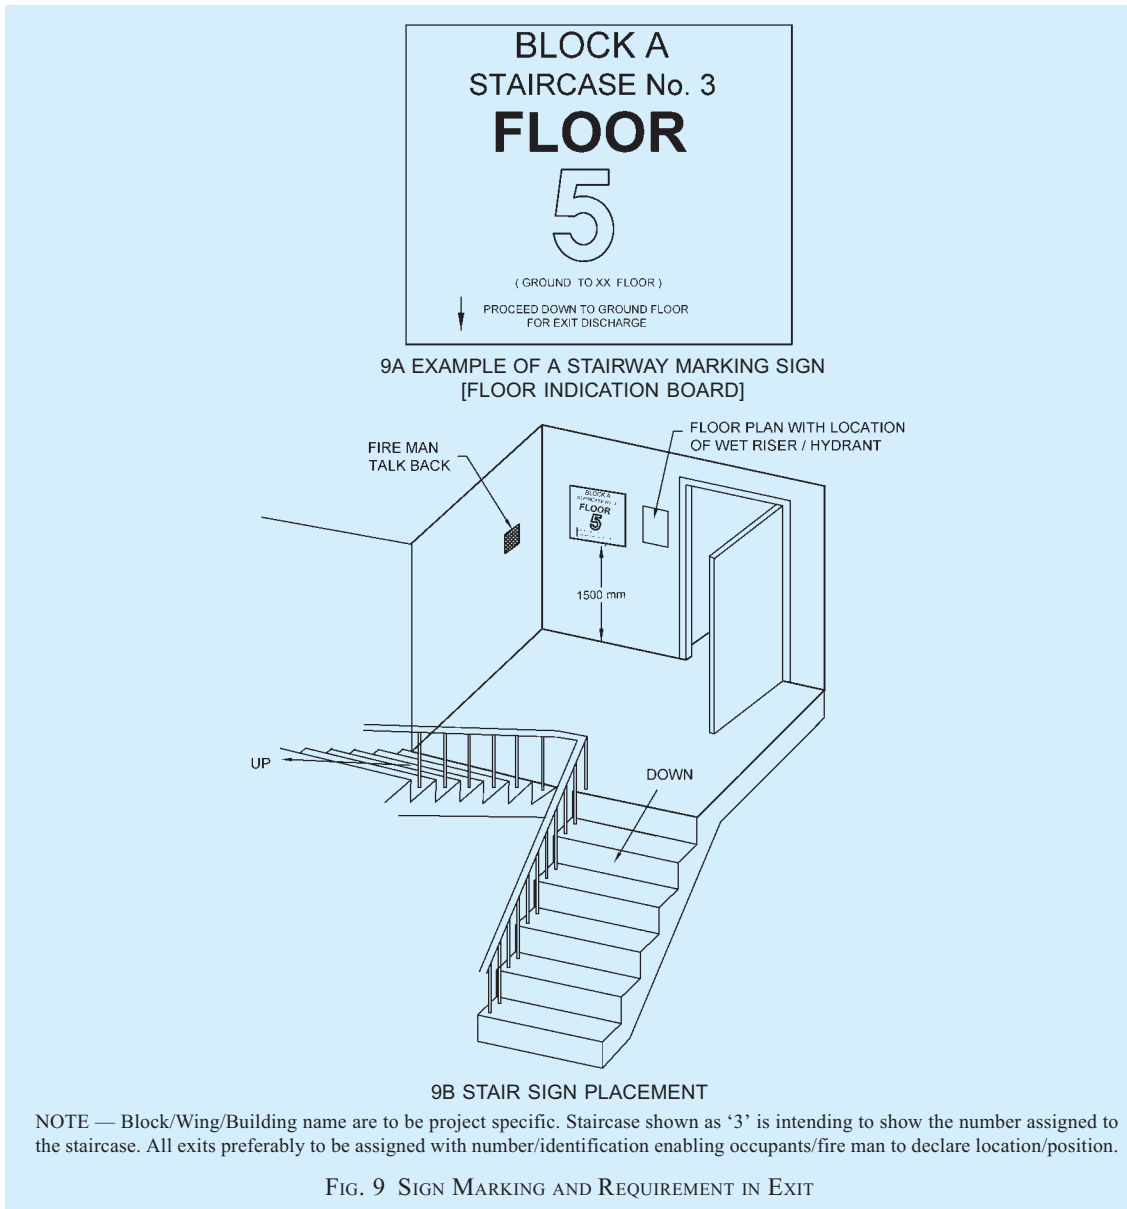 BLOCK A
STAIRCASE No. 3
FLOOR
5
( GROUND TO XX FLOOR )
PROCEED DOWN TO GROUND FLOOR
FOR EXIT DISCHARGE
9A EXAMPLE OF A STAIRWAY MARKING SIGN
[FLOOR INDICATION BOARD]
FLOOR PLAN WITH LOCATION
OF WET RISER / HYDRANT
FIRE MAN
TALK BACK
BLOCK A
STAIRCASE No. 3
FLOOR
5
1500 mm
UP
DOWN
9B STAIR SIGN PLACEMENT
NOTE — Block/Wing/Building name are to be project specific. Staircase shown as ‘3’ is intending to show the number assigned to
the staircase. All exits preferably to be assigned with number/identification enabling occupants/fire man to declare location/position.
FIG. 9 SIGN MARKING AND REQUIREMENT IN EXIT